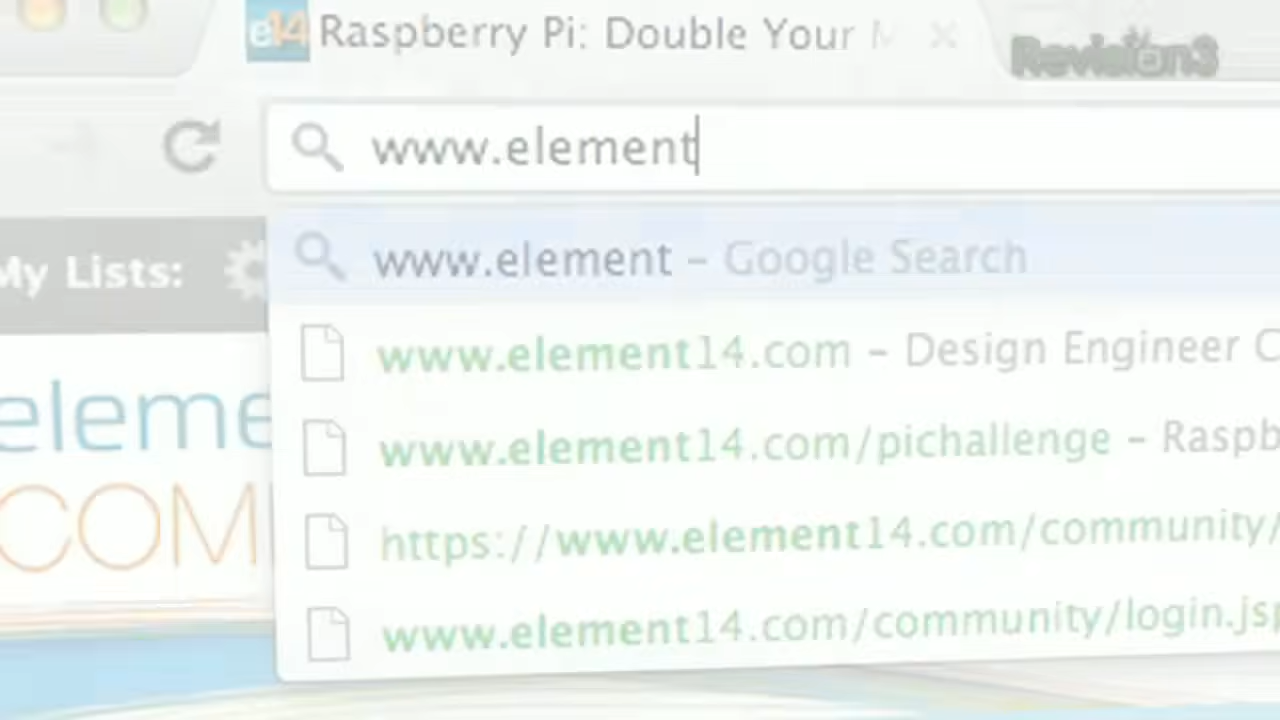 e14 Raspberry Pi: Double Your M
Revision3
www.element
www.element – Google Search
My Lists:
www.element14.com – Design Engineer C
eleme
www.element14.com/pichallenge – Raspb
COM
https://www.element14.com/community/
www.element14.com/community/login.jsp